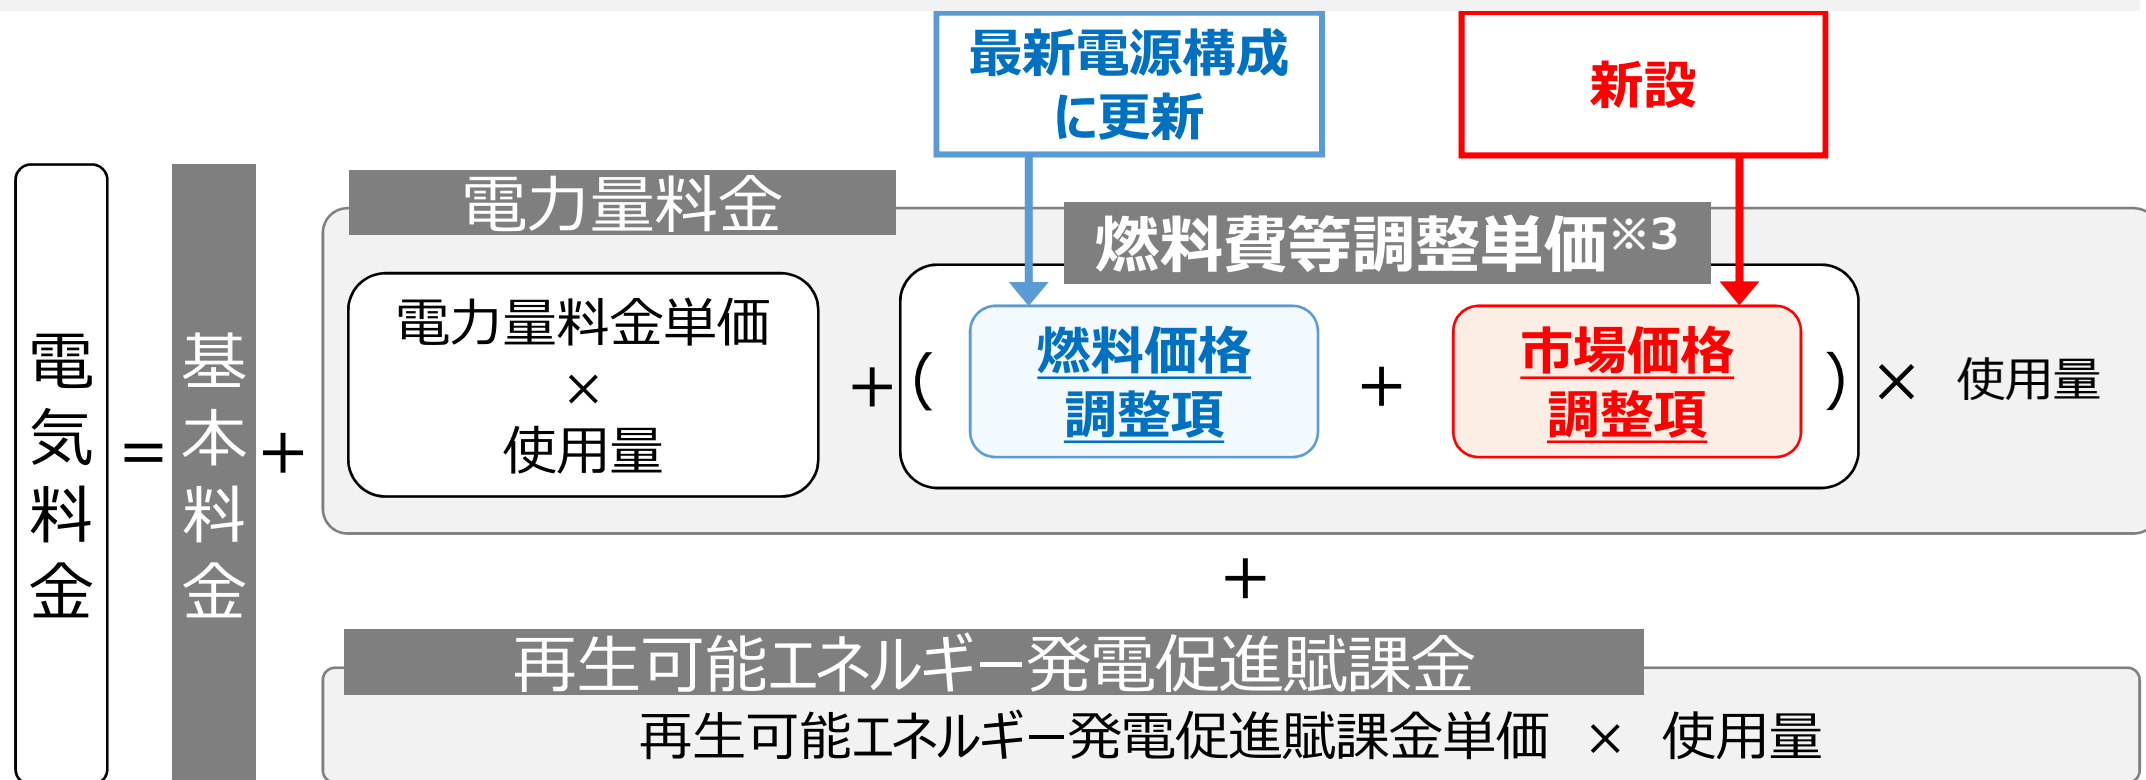 最新電源構成
に更新
新設
電気料金
=
基本料金
+
電力量料金
電力量料金単価
×
使用量
+
燃料費等調整単価※3
(
燃料価格
調整項
+
市場価格
調整項
)
× 使用量
+
再生可能エネルギー発電促進賦課金
再生可能エネルギー発電促進賦課金単価 × 使用量